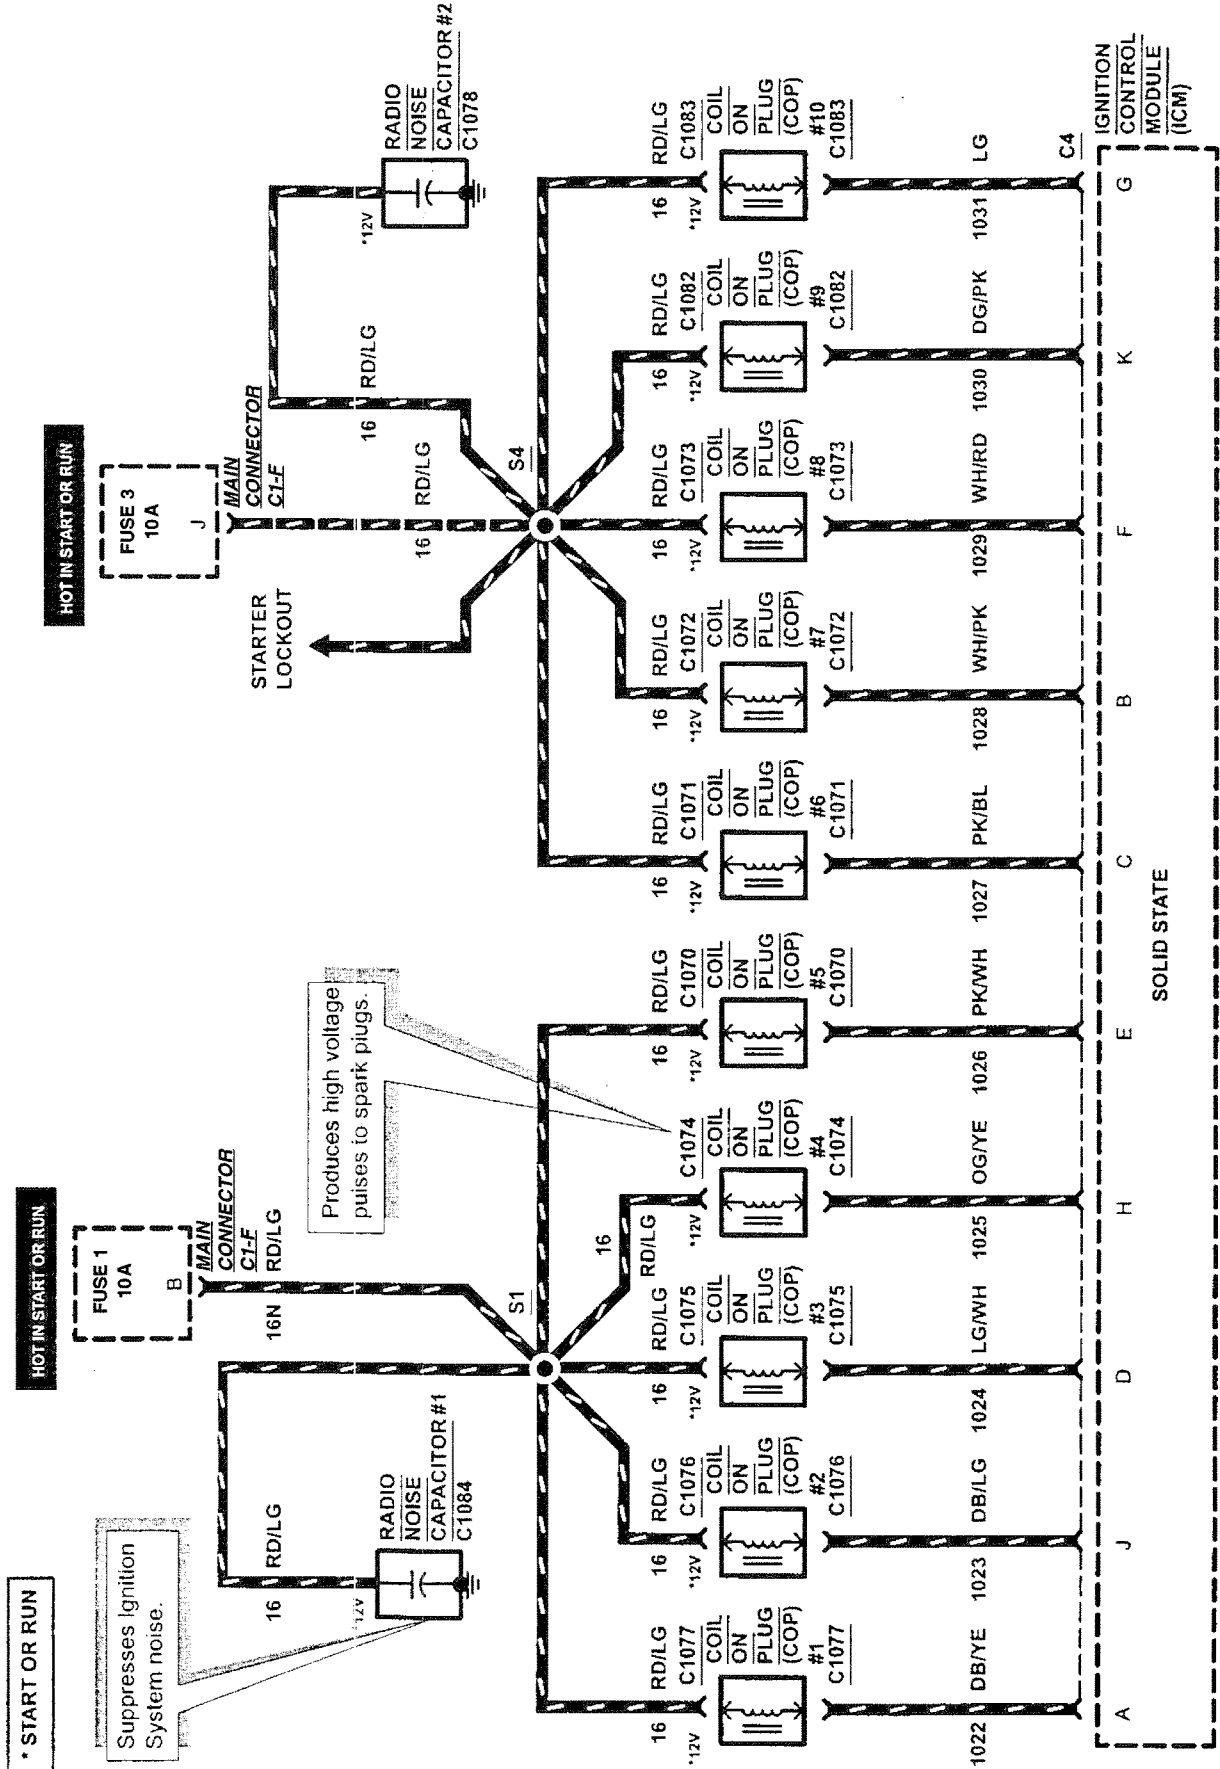 * START OR RUN
Suppresses Ignition
System noise.
HOT IN START OR RUN
FUSE 1
10A
B
MAIN
CONNECTOR
C1-F
16N
RD/LG
16
RD/LG
*12V
RADIO
NOISE
CAPACITOR #1
C1084
S1
Produces high voltage
pulses to spark plugs.
HOT IN START OR RUN
FUSE 3
10A
J
MAIN
CONNECTOR
C1-F
STARTER
LOCKOUT
16
RD/LG
16
RD/LG
*12V
RADIO
NOISE
CAPACITOR #2
C1078
S4
16
RD/LG
*12V
C1077
COIL
ON
PLUG
(COP)
#1
C1077
1022
DB/YE
A
16
RD/LG
*12V
C1076
COIL
ON
PLUG
(COP)
#2
C1076
1023
DB/LG
J
16
RD/LG
*12V
C1075
COIL
ON
PLUG
(COP)
#3
C1075
1024
LG/WH
D
16
RD/LG
*12V
C1074
COIL
ON
PLUG
(COP)
#4
C1074
1025
OG/YE
H
16
RD/LG
*12V
C1070
COIL
ON
PLUG
(COP)
#5
C1070
1026
PK/WH
E
16
RD/LG
*12V
C1071
COIL
ON
PLUG
(COP)
#6
C1071
1027
PK/BL
C
16
RD/LG
*12V
C1072
COIL
ON
PLUG
(COP)
#7
C1072
1028
WH/PK
B
16
RD/LG
*12V
C1073
COIL
ON
PLUG
(COP)
#8
C1073
1029
WH/RD
F
16
RD/LG
*12V
C1082
COIL
ON
PLUG
(COP)
#9
C1082
1030
DG/PK
K
16
RD/LG
*12V
C1083
COIL
ON
PLUG
(COP)
#10
C1083
1031
LG
G
C4
IGNITION
CONTROL
MODULE
(ICM)
SOLID STATE